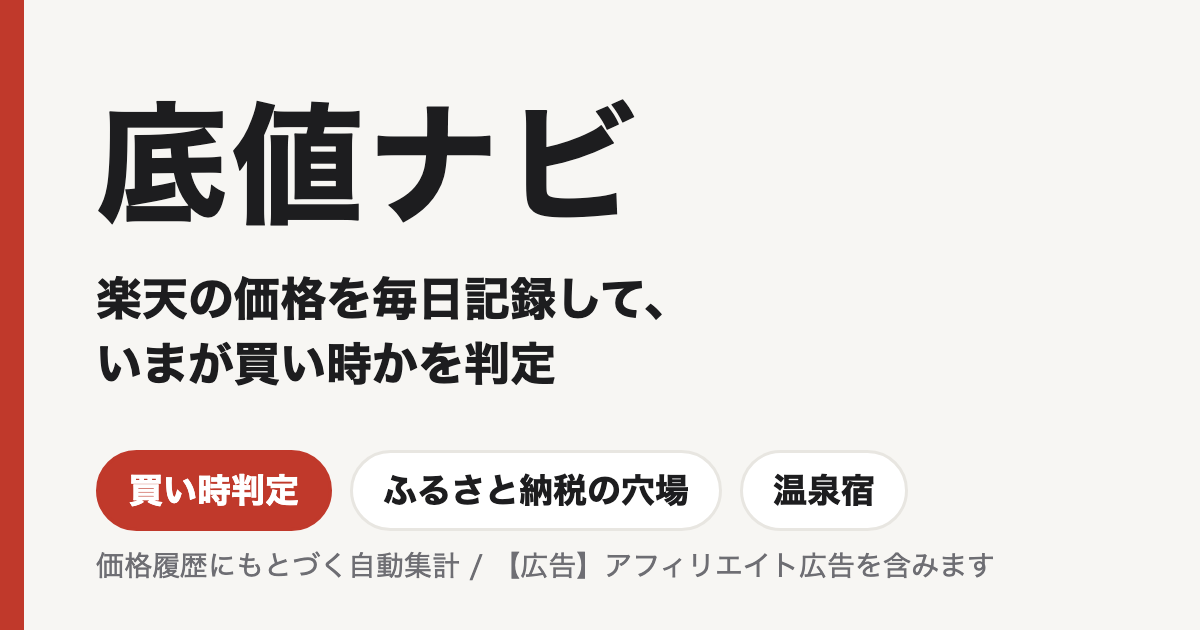 底値ナビ
楽天の価格を毎日記録して、
いまが買い時かを判定
買い時判定 ふるさと納税の穴場 温泉宿
価格履歴にもとづく自動集計 / 【広告】アフィリエイト広告を含みます